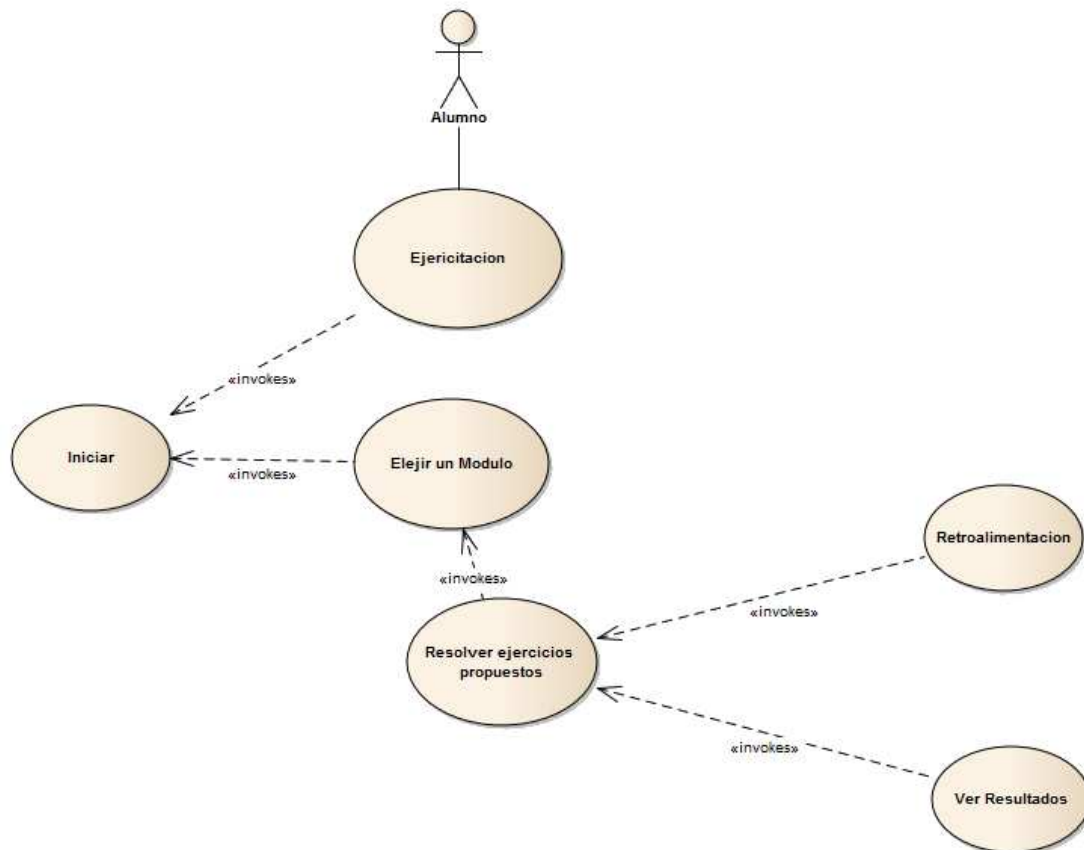 Alumno
Ejericitacion
«invokes»
Iniciar
«invokes»
Elejir un Modulo
«invokes»
Retroalimentacion
«invokes»
Resolver ejercicios
propuestos
«invokes»
Ver Resultados